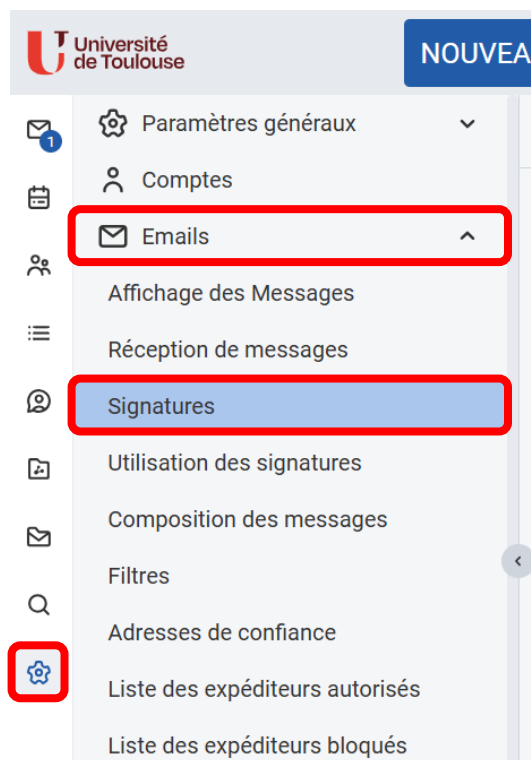 Université
de Toulouse
NOUVEA
1
Paramètres généraux
Comptes
Emails
Affichage des Messages
Réception de messages
Signatures
Utilisation des signatures
Composition des messages
Filtres
Adresses de confiance
Liste des expéditeurs autorisés
Liste des expéditeurs bloqués